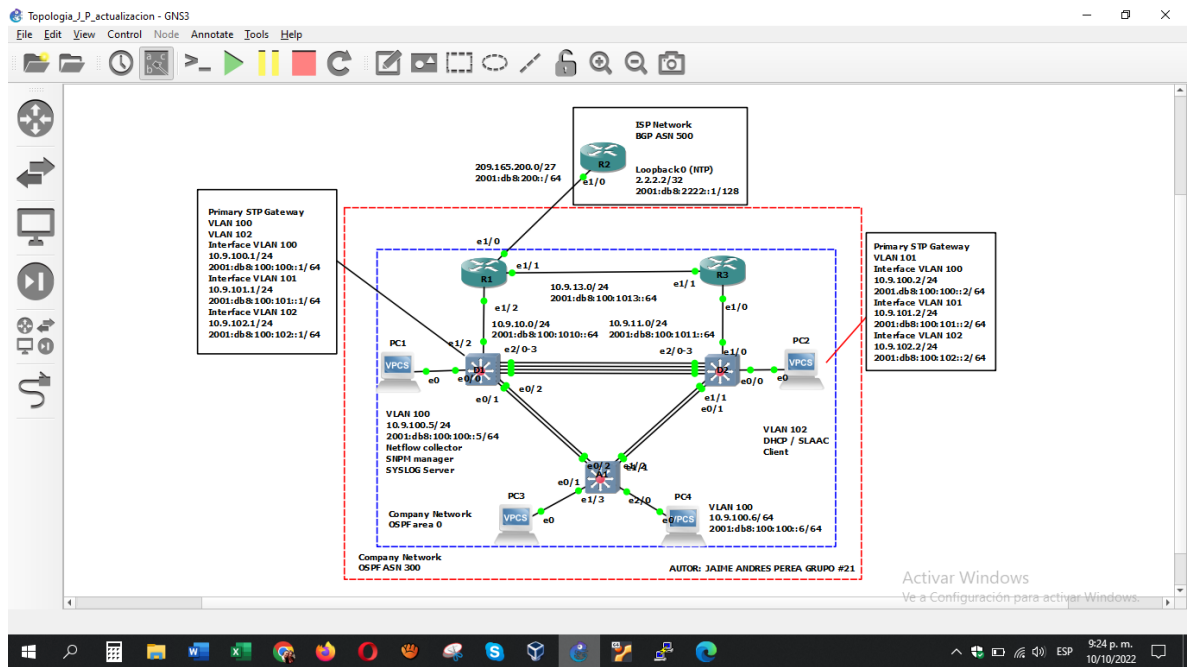 Topologia_J_P_actualizacion - GNS3
File Edit View Control Node Annotate Tools Help
ISP Network
BGP ASN 500
R2
Loopback0 (NTP)
2.2.2.2/32
2001:db8:2222::1/128
e1/0
209.165.200.0/27
2001:db8:200::/64
Primary STP Gateway
VLAN 100
VLAN 102
Interface VLAN 100
10.9.100.1/24
2001:db8:100:100::1/64
Interface VLAN 101
10.9.101.1/24
2001:db8:100:101::1/64
Interface VLAN 102
10.9.102.1/24
2001:db8:100:102::1/64
Primary STP Gateway
VLAN 101
Interface VLAN 100
10.9.100.2/24
2001:db8:100:100::2/64
Interface VLAN 101
10.9.101.2/24
2001:db8:100:101::2/64
Interface VLAN 102
10.9.102.2/24
2001:db8:100:102::2/64
e1/0
R1
e1/1
e1/2
10.9.13.0/24
2001:db8:100:1013::64
R3
e1/1
e1/0
10.9.10.0/24
2001:db8:100:1010::64
10.9.11.0/24
2001:db8:100:1011::64
PC1
VPCS
e0
e1/2
e0/0
D1
e2/0-3
e0/1
e0/2
e2/0-3
e1/0
D2
e0/0
e1/1
e0/1
PC2
VPCS
e0
VLAN 100
10.9.100.5/24
2001:db8:100:100::5/64
Netflow collector
SNPM manager
SYSLOG Server
VLAN 102
DHCP / SLAAC
Client
e0/2
e1/2
e1/1
A1
e0/1
e1/3
e2/0
PC3
VPCS
e0
PC4
VPCS
e0
VLAN 100
10.9.100.6/64
2001:db8:100:100::6/64
Company Network
OSPF area 0
Company Network
OSPF ASN 300
AUTOR: JAIME ANDRES PEREA GRUPO #21
Activar Windows
Ve a Configuración para activar Windows.
ESP
9:24 p. m.
10/10/2022